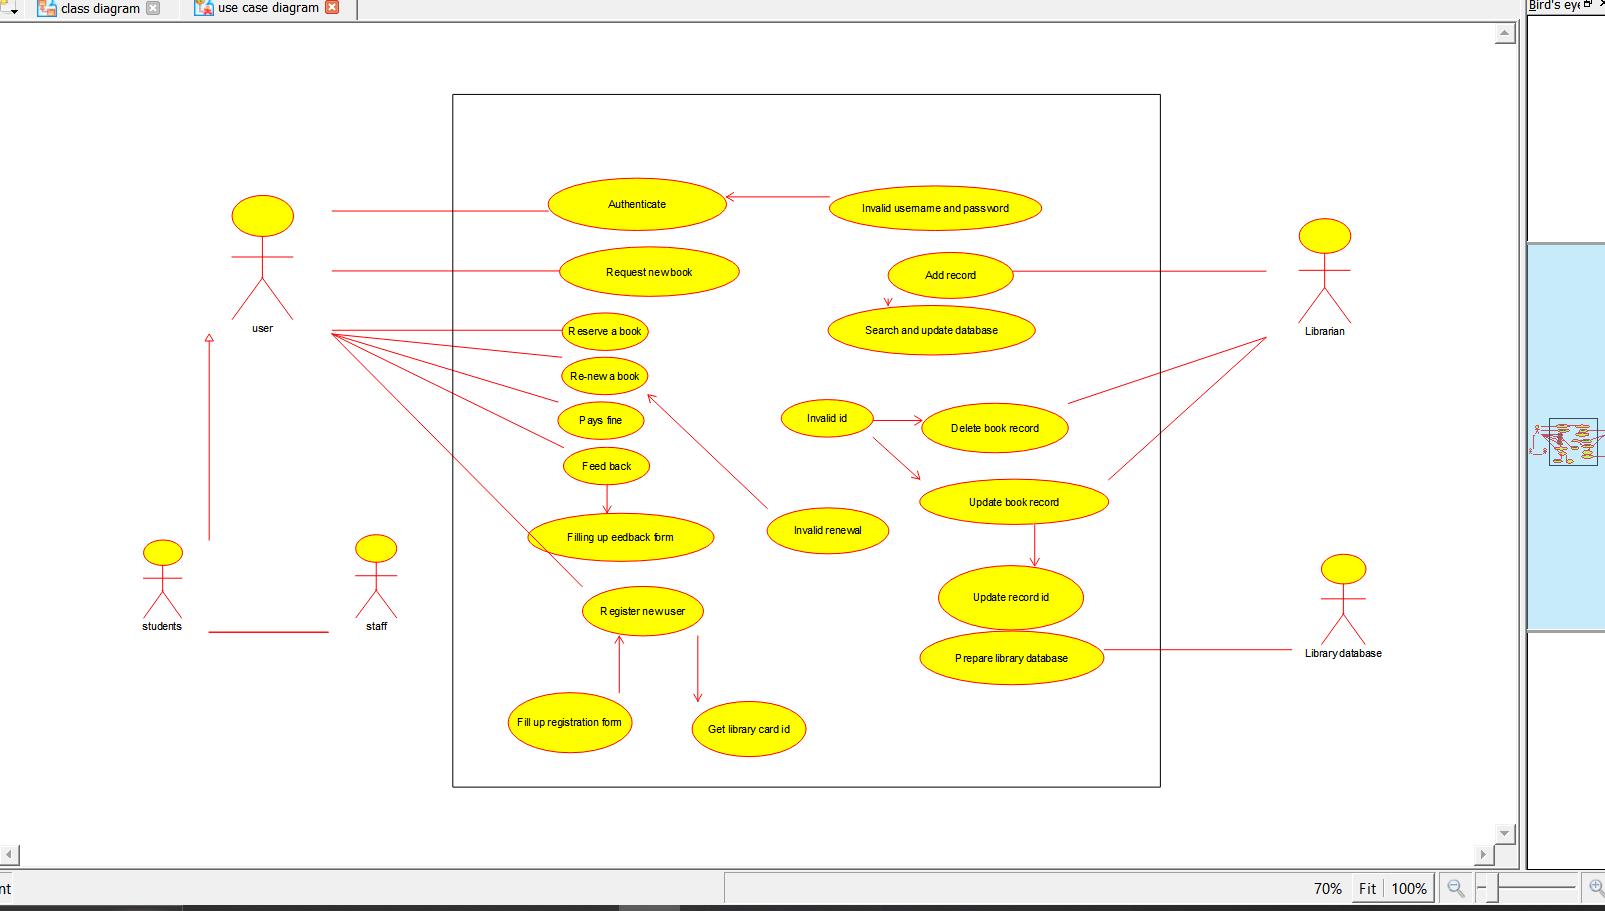 class diagram
use case diagram
Bird's eye
Authenticate
Invalid username and password
Request new book
Add record
user
Reserve a book
Search and update database
Librarian
Re-new a book
Pays fine
Invalid id
Delete book record
Feed back
Update book record
Filling up eedback form
Invalid renewal
students
staff
Register new user
Update record id
Library database
Prepare library database
Fill up registration form
Get library card id
nt
70%
Fit
100%